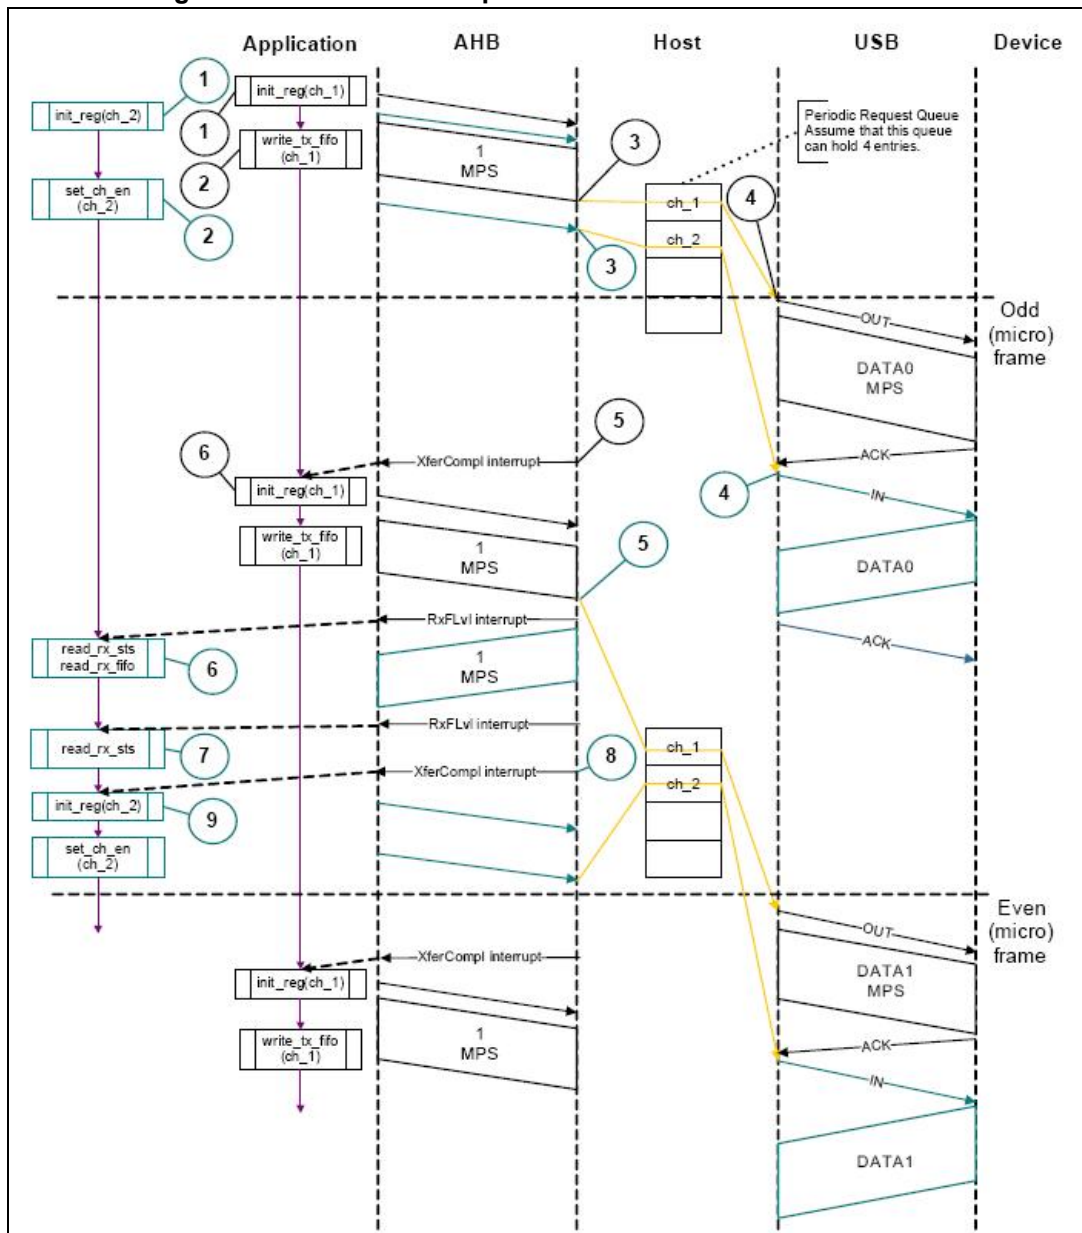 Application
AHB
Host
USB
Device
1
init_reg(ch_1)
init_reg(ch_2)
1
Periodic Request Queue
Assume that this queue
can hold 4 entries.
write_tx_fifo
(ch_1)
1
MPS
3
2
set_ch_en
(ch_2)
ch_1
4
2
ch_2
3
Odd
(micro)
frame
OUT
DATA0
MPS
5
ACK
6
XferCompl interrupt
init_reg(ch_1)
4
IN
write_tx_fifo
(ch_1)
1
MPS
5
DATA0
RxFLvl interrupt
ACK
read_rx_sts
read_rx_fifo
6
1
MPS
RxFLvl interrupt
read_rx_sts
7
ch_1
8
XferCompl interrupt
ch_2
init_reg(ch_2)
9
set_ch_en
(ch_2)
Even
(micro)
frame
OUT
XferCompl interrupt
init_reg(ch_1)
DATA1
MPS
write_tx_fifo
(ch_1)
1
MPS
ACK
IN
DATA1